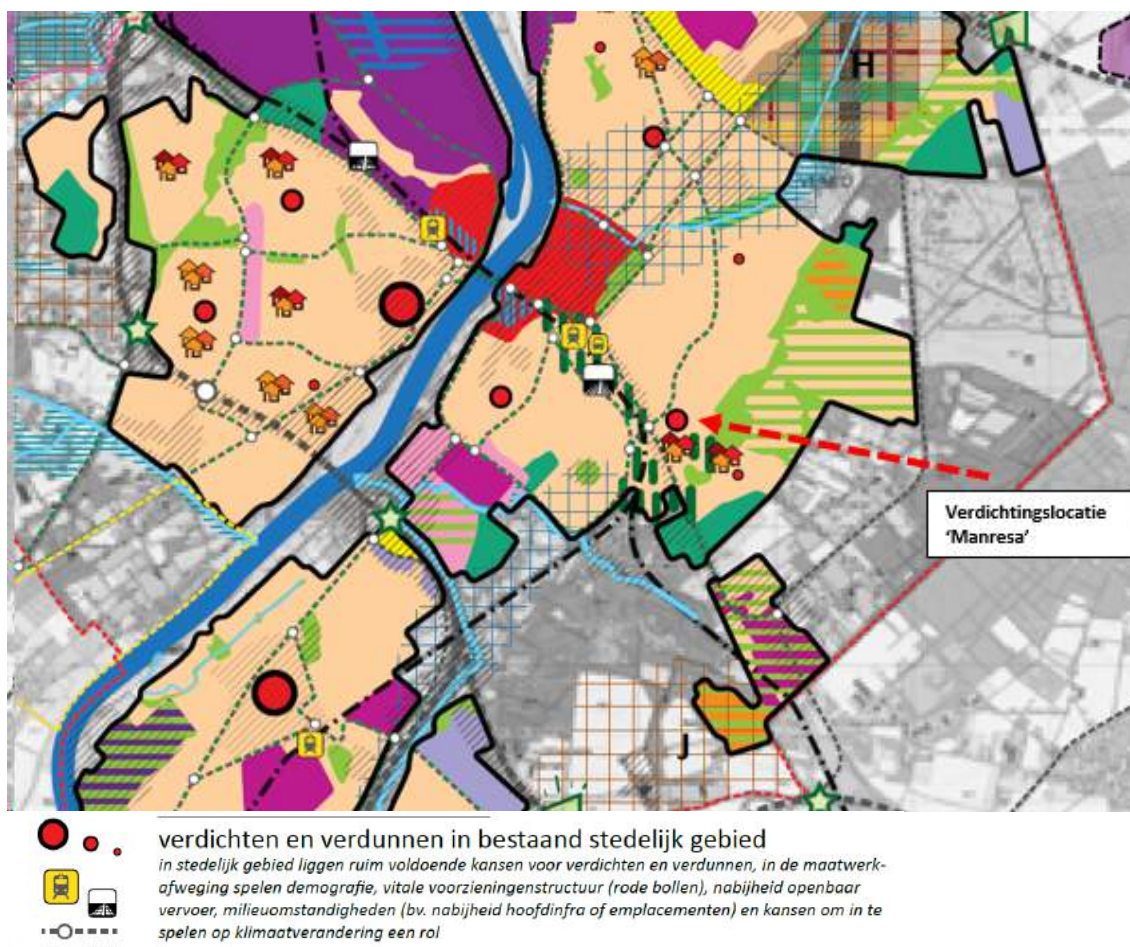 H
Verdichtingslocatie
'Manresa'
J
verdichten en verdunnen in bestaand stedelijk gebied
in stedelijk gebied liggen ruim voldoende kansen voor verdichten en verdunnen, in de maatwerk-
afweging spelen demografie, vitale voorzieningenstructuur (rode bollen), nabijheid openbaar
vervoer, milieuomstandigheden (bv. nabijheid hoofdinfra of emplacementen) en kansen om in te
spelen op klimaatverandering een rol